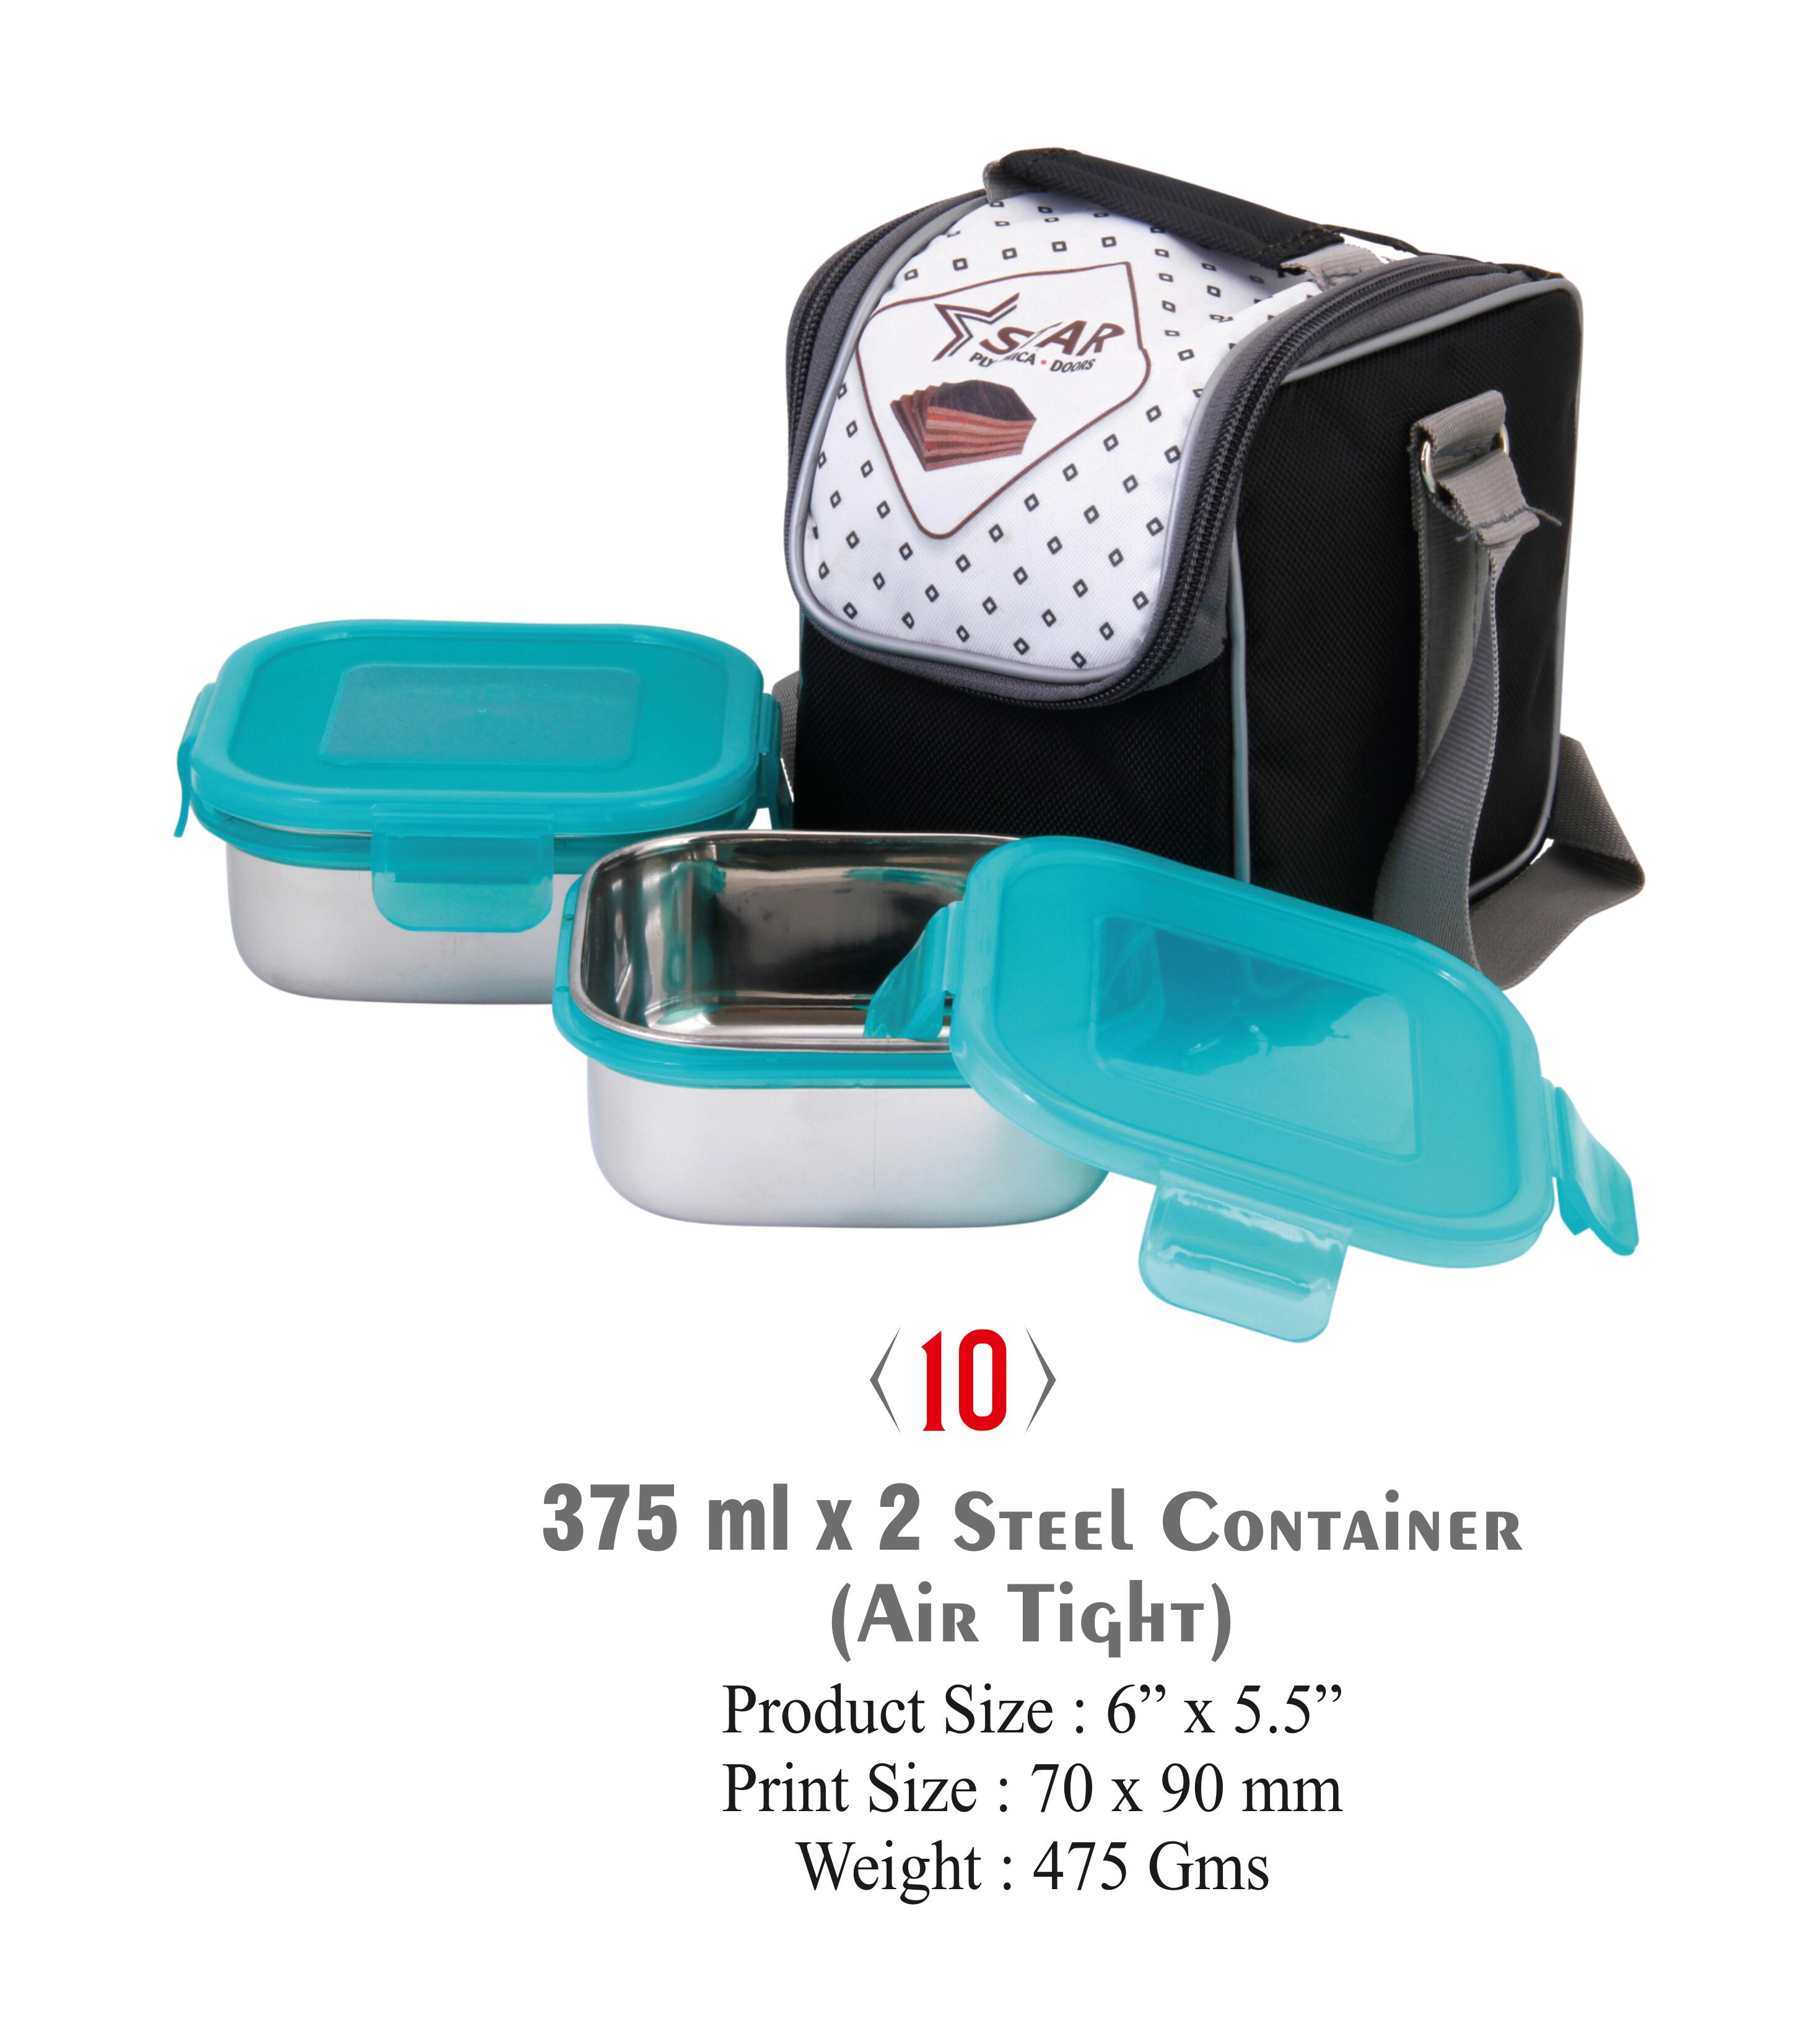 STAR
DOORS
10
375 ml x 2 Steel Container
(Air Tight)
Product Size : 6” x 5.5”
Print Size : 70 x 90 mm
Weight : 475 Gms